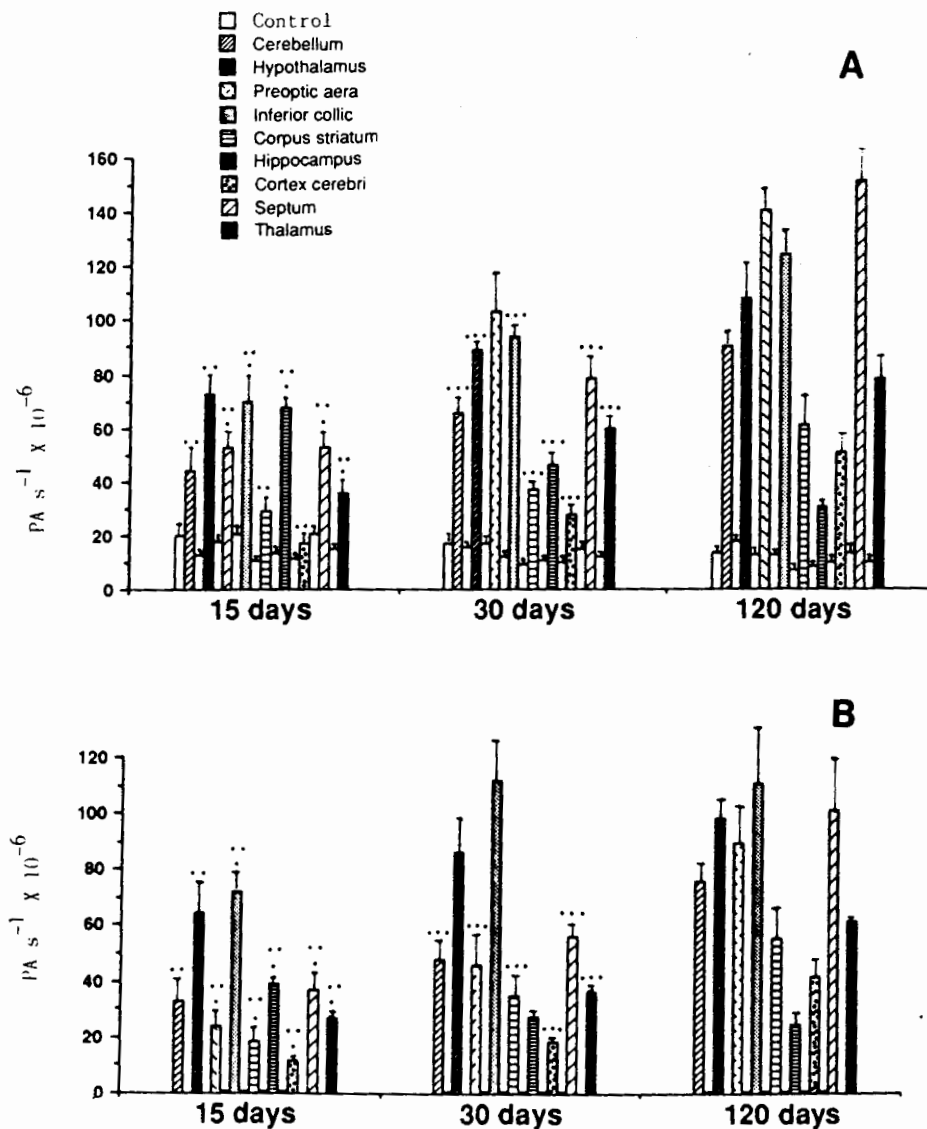 Control
Cerebellum
Hypothalamus
Preoptic aera
Inferior collic
Corpus striatum
Hippocampus
Cortex cerebri
Septum
Thalamus
A
160
140
120
100
80
60
40
20
0
PA s⁻¹ X 10⁻⁶
15 days
30 days
120 days
B
120
100
80
60
40
20
0
PA s⁻¹ X 10⁻⁶
15 days
30 days
120 days